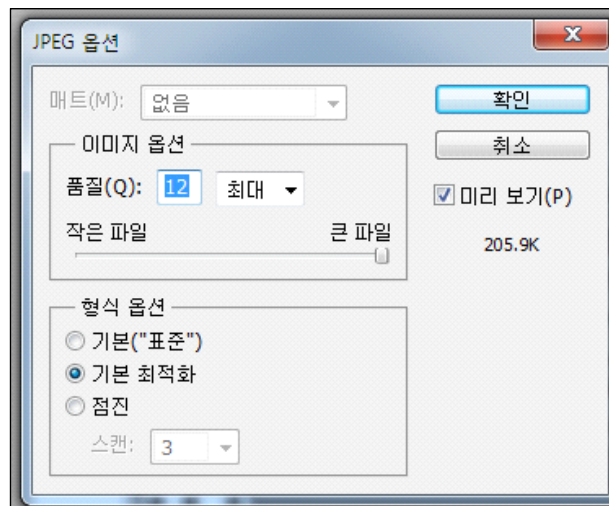 JPEG 옵션
매트(M): 없음
확인
이미지 옵션
취소
품질(Q): 12 최대
미리 보기(P)
작은 파일 큰 파일
205.9K
형식 옵션
기본("표준")
기본 최적화
점진
스캔: 3